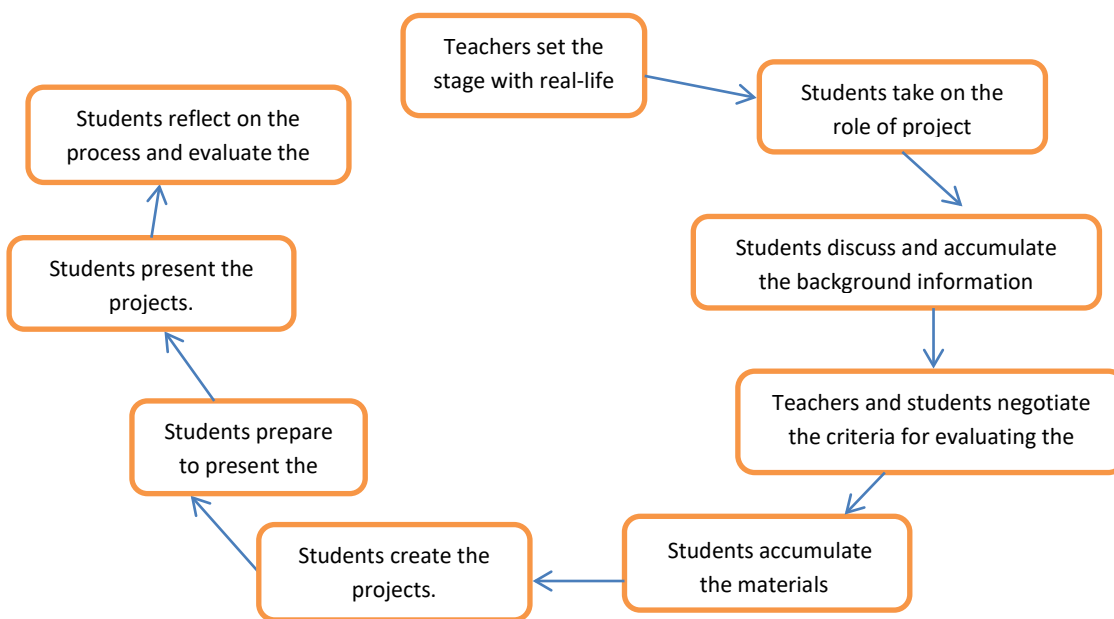 Teachers set the
stage with real-life
Students take on the
role of project
Students discuss and accumulate
the background information
Teachers and students negotiate
the criteria for evaluating the
Students accumulate
the materials
Students create the
projects.
Students prepare
to present the
Students present the
projects.
Students reflect on the
process and evaluate the